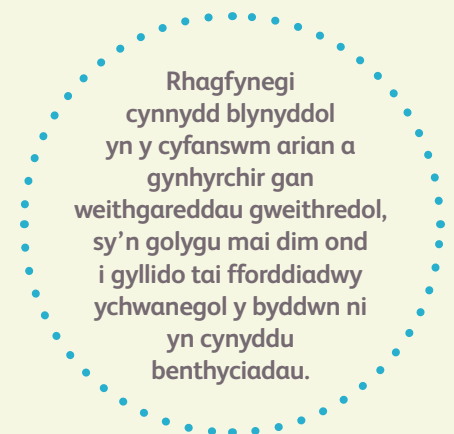 Rhagfynegi
cynnydd blynyddol
yn y cyfanswm arian a
gynhyrchir gan
weithgareddau gweithredol,
sy’n golygu mai dim ond
i gyllido tai fforddiadwy
ychwanegol y byddwn ni
yn cynyddu
benthyciadau.